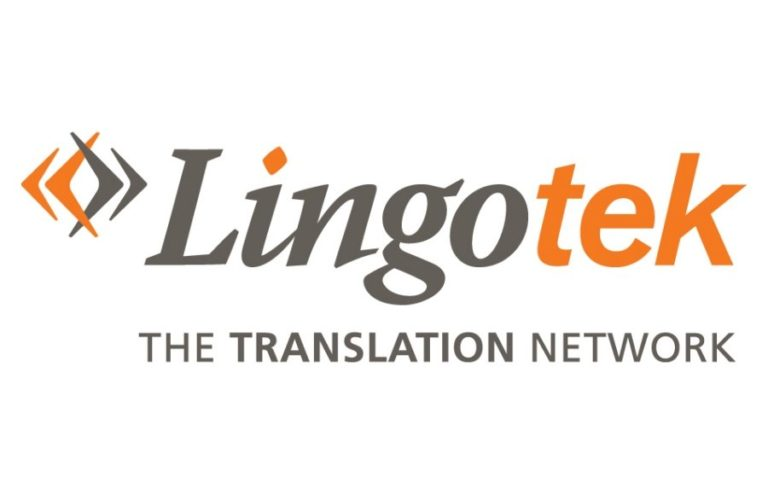 Lingotek
THE TRANSLATION NETWORK